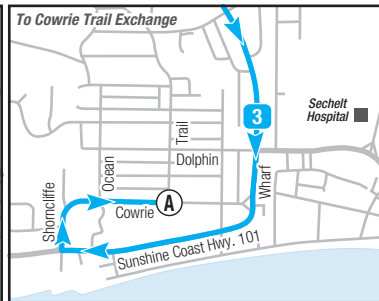 To Cowrie Trail Exchange
3
Sechelt
Hospital
Shorncliffe
Ocean
Trail
Dolphin
Wharf
Cowrie
A
Sunshine Coast Hwy. 101